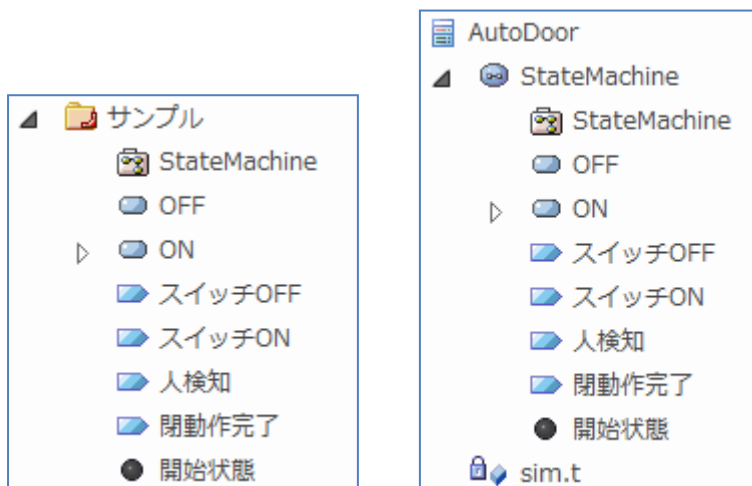 サンプル
StateMachine
OFF
ON
スイッチOFF
スイッチON
人検知
閉動作完了
開始状態
AutoDoor
StateMachine
StateMachine
OFF
ON
スイッチOFF
スイッチON
人検知
閉動作完了
開始状態
sim.t